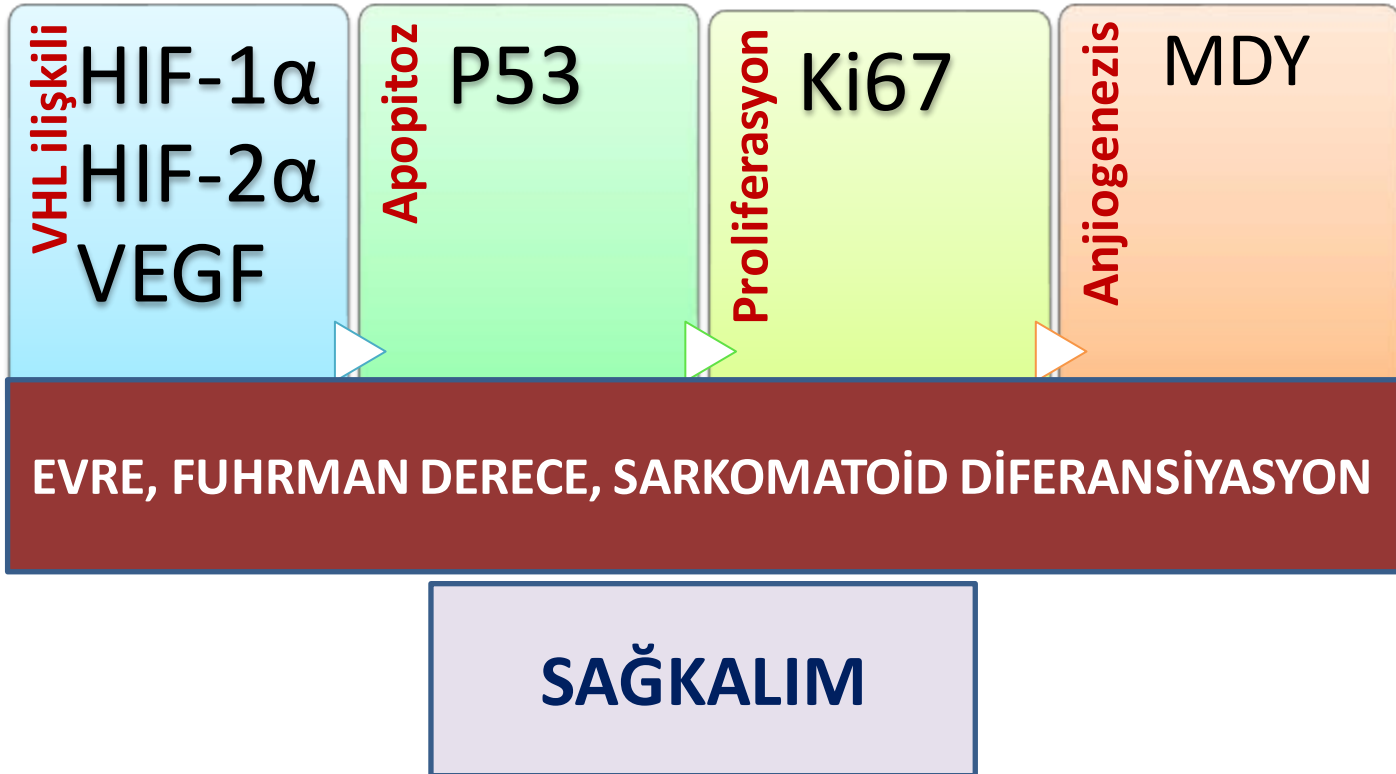 VHL ilişkili
HIF-1α
HIF-2α
VEGF
Apopitoz
P53
Proliferasyon
Ki67
Anjiogenezis
MDY
EVRE, FUHRMAN DERECE, SARKOMATOİD DİFERANSİYASYON
SAĞKALIM